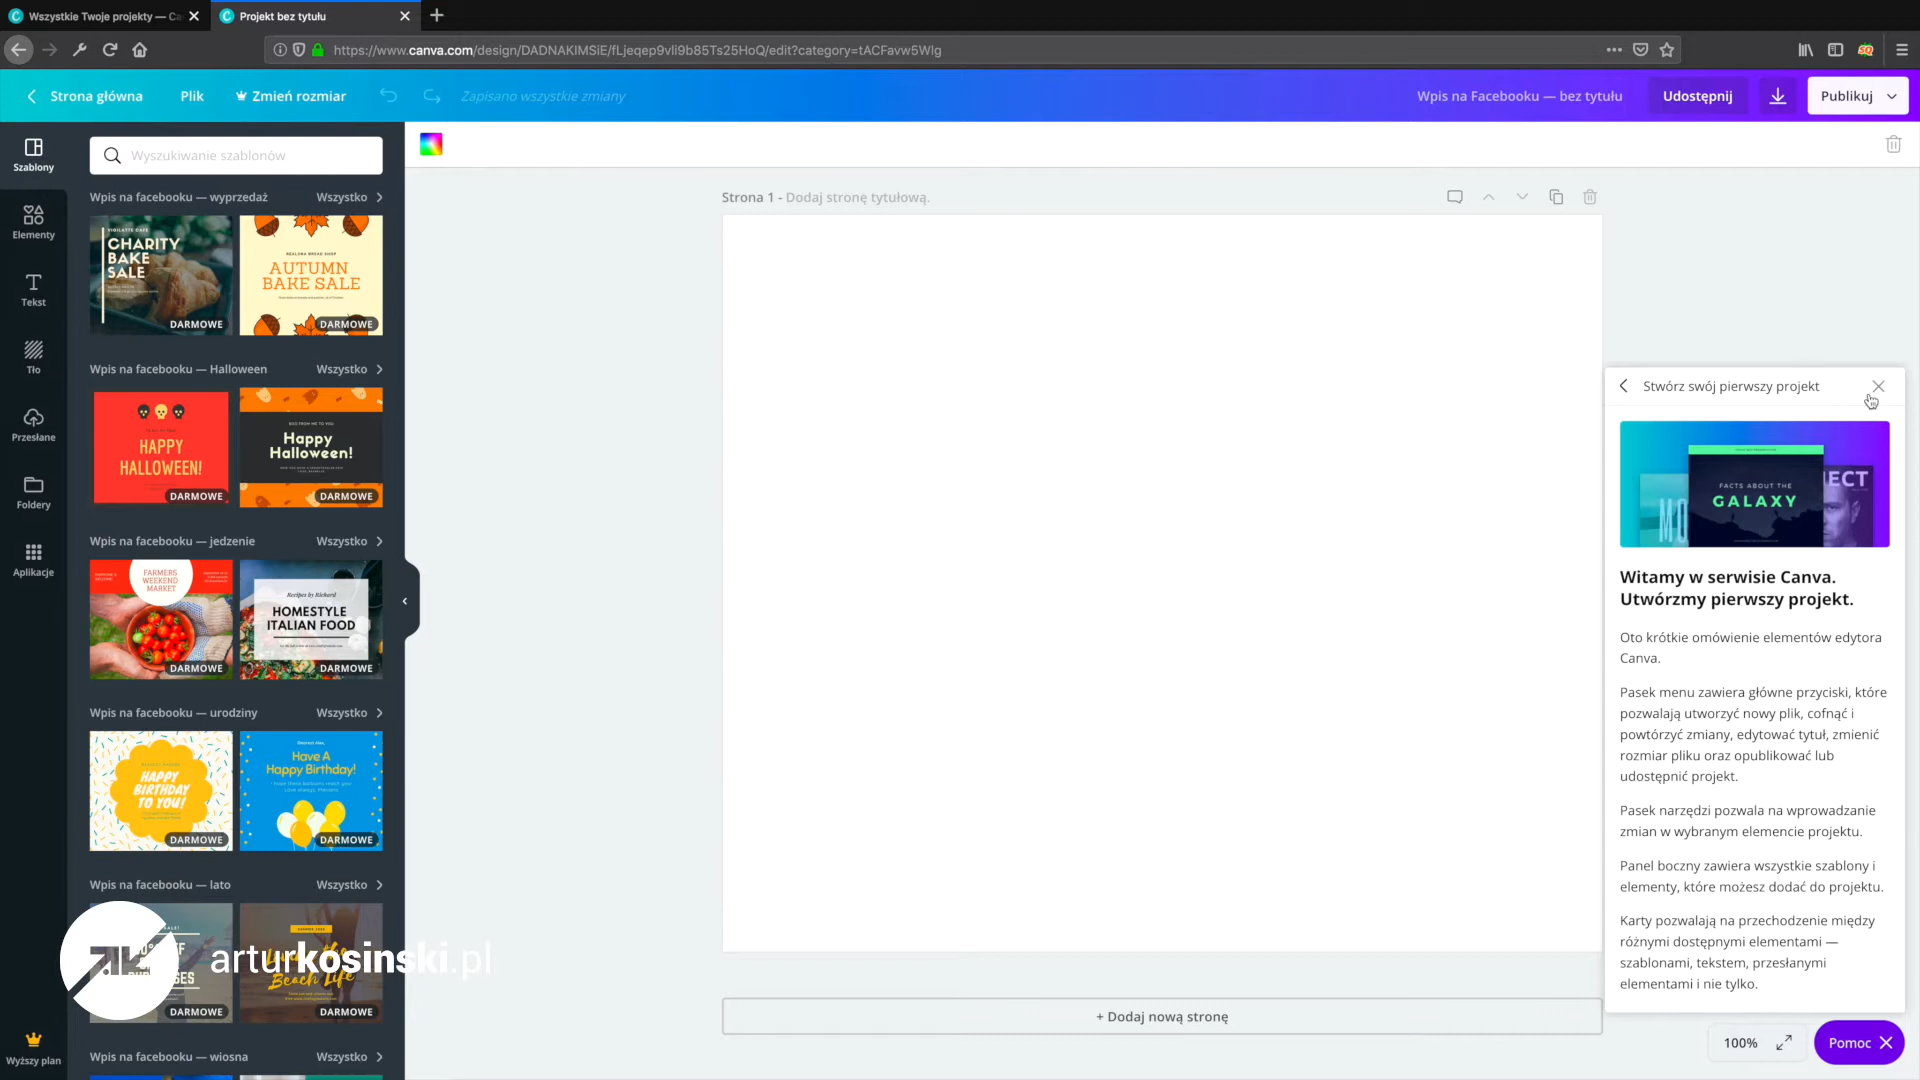 Wszystkie Twoje projekty — Ca
Projekt bez tytułu
https://www.canva.com/design/DADNAKIMSiE/fLjeqep9vli9b85Ts25HoQ/edit?category=tACFavw5WIg
Strona główna
Plik
Zmień rozmiar
Zapisano wszystkie zmiany
Wpis na Facebooku — bez tytułu
Udostępnij
Publikuj
Szablony
Elementy
Tekst
Tło
Przesłane
Foldery
Aplikacje
Wyższy plan
Wyszukiwanie szablonów
Wpis na facebooku — wyprzedaż
Wszystko
CHARITY
BAKE
SALE
DARMOWE
AUTUMN
BAKE SALE
DARMOWE
Wpis na facebooku — Halloween
Wszystko
HAPPY
HALLOWEEN!
DARMOWE
Happy
Halloween!
DARMOWE
Wpis na facebooku — jedzenie
Wszystko
FARMERS
WEEKEND
MARKET
DARMOWE
Recipes by Richard
HOMESTYLE
ITALIAN FOOD
DARMOWE
Wpis na facebooku — urodziny
Wszystko
HAPPY
BIRTHDAY
TO YOU!
DARMOWE
Have A
Happy Birthday!
DARMOWE
Wpis na facebooku — lato
Wszystko
DARMOWE
Beach Life
DARMOWE
arturkosinski.pl
Wpis na facebooku — wiosna
Wszystko
Strona 1 - Dodaj stronę tytułową.
+ Dodaj nową stronę
Stwórz swój pierwszy projekt
FACTS ABOUT THE
GALAXY
Witamy w serwisie Canva.
Utwórzmy pierwszy projekt.
Oto krótkie omówienie elementów edytora
Canva.
Pasek menu zawiera główne przyciski, które
pozwalają utworzyć nowy plik, cofnąć i
powtórzyć zmiany, edytować tytuł, zmienić
rozmiar pliku oraz opublikować lub
udostępnić projekt.
Pasek narzędzi pozwala na wprowadzanie
zmian w wybranym elemencie projektu.
Panel boczny zawiera wszystkie szablony i
elementy, które możesz dodać do projektu.
Karty pozwalają na przechodzenie między
różnymi dostępnymi elementami —
szablonami, tekstem, przesłanymi
elementami i nie tylko.
100%
Pomoc